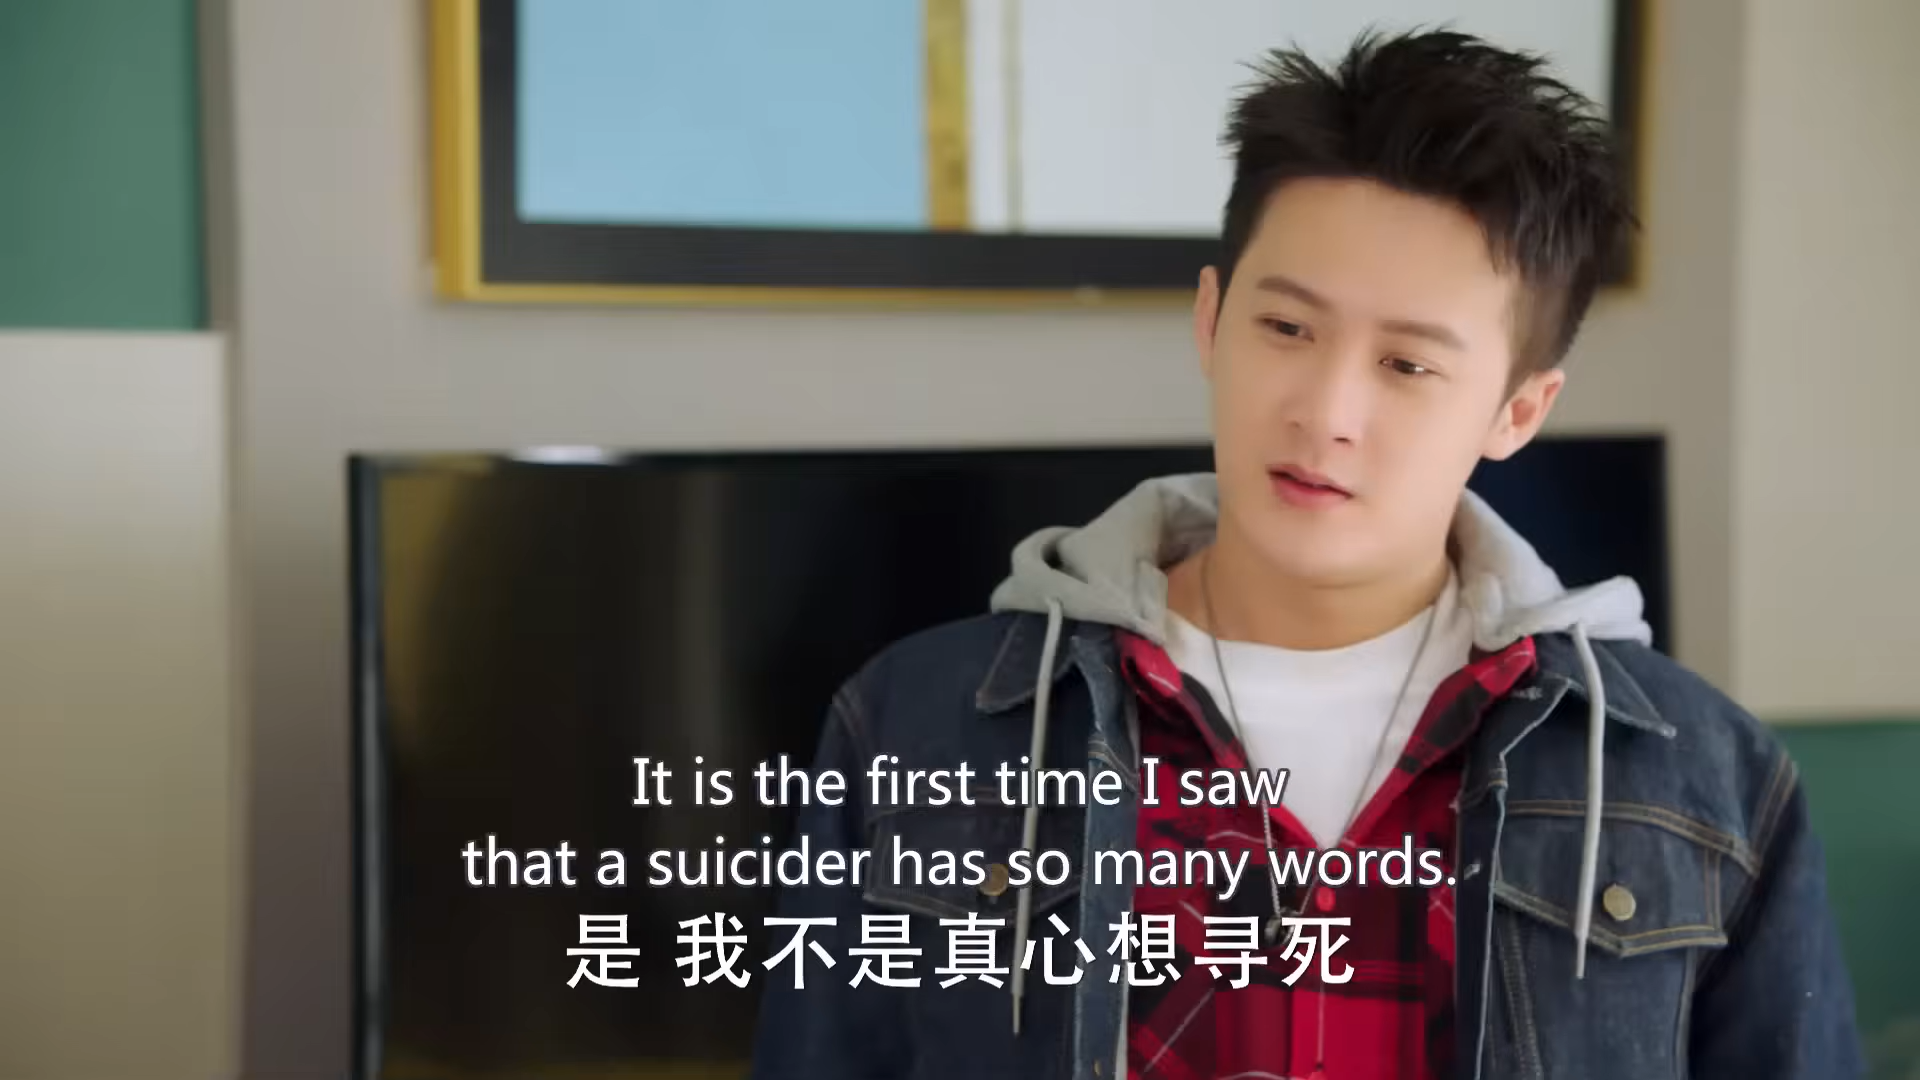 It is the first time I saw
that a suicider has so many words.
是 我不是真心想寻死